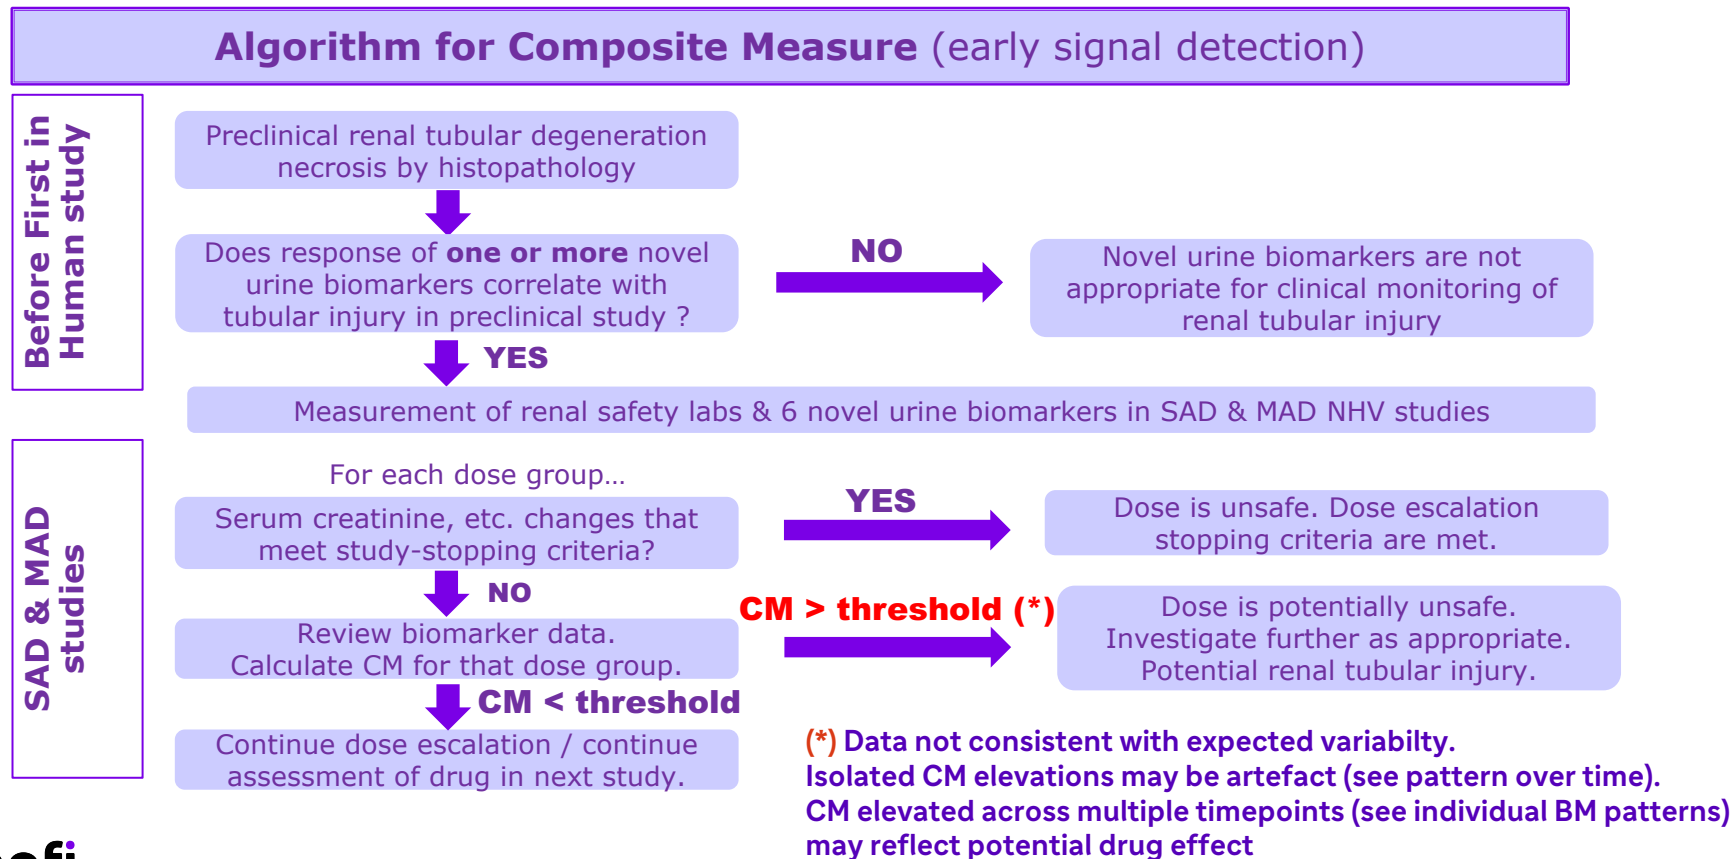 Algorithm for Composite Measure (early signal detection)
Before First in
Human study
Preclinical renal tubular degeneration
necrosis by histopathology
Does response of one or more novel
urine biomarkers correlate with
tubular injury in preclinical study ?
NO
Novel urine biomarkers are not
appropriate for clinical monitoring of
renal tubular injury
YES
Measurement of renal safety labs & 6 novel urine biomarkers in SAD & MAD NHV studies
SAD & MAD
studies
For each dose group...
Serum creatinine, etc. changes that
meet study-stopping criteria?
YES
Dose is unsafe. Dose escalation
stopping criteria are met.
NO
Review biomarker data.
Calculate CM for that dose group.
CM > threshold (*)
Dose is potentially unsafe.
Investigate further as appropriate.
Potential renal tubular injury.
CM < threshold
Continue dose escalation / continue
assessment of drug in next study.
(*) Data not consistent with expected variabilty.
Isolated CM elevations may be artefact (see pattern over time).
CM elevated across multiple timepoints (see individual BM patterns)
may reflect potential drug effect